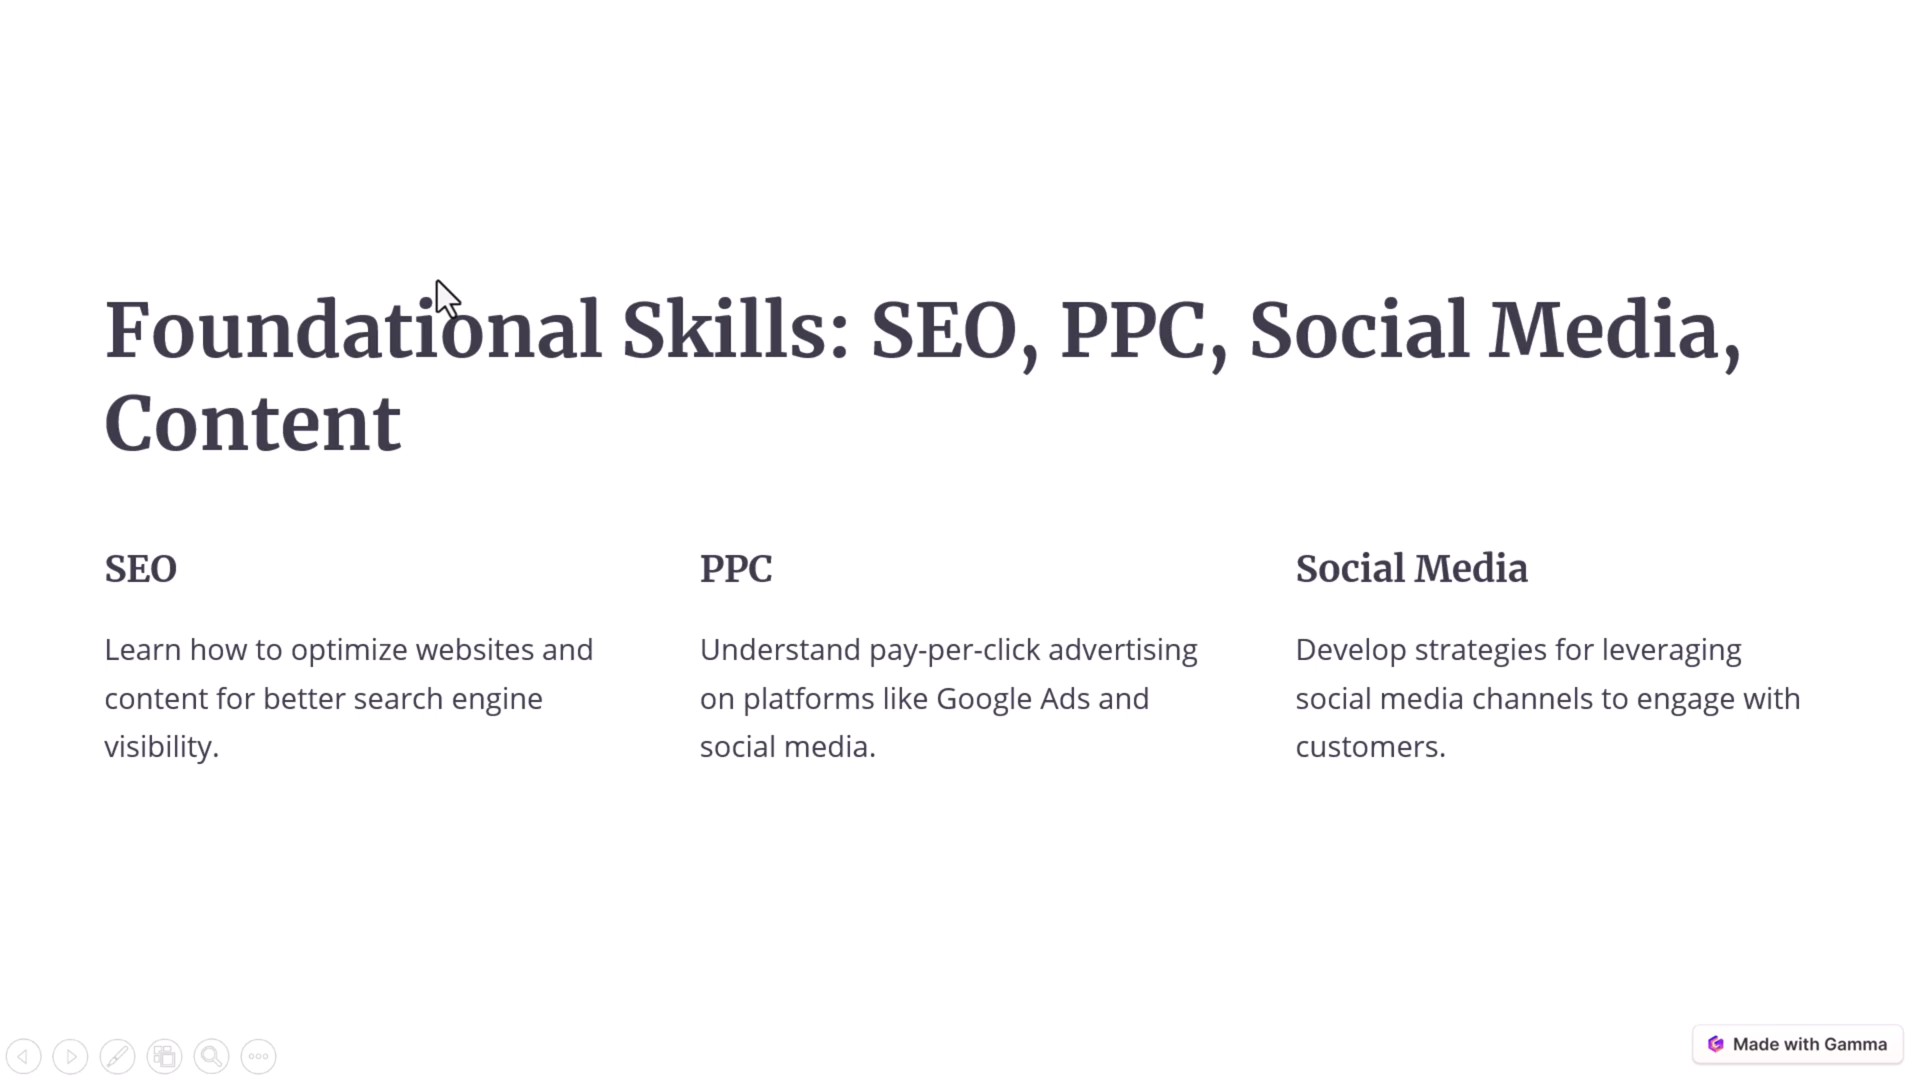 Foundational Skills: SEO, PPC, Social Media,
Content
SEO
Learn how to optimize websites and
content for better search engine
visibility.
PPC
Understand pay-per-click advertising
on platforms like Google Ads and
social media.
Social Media
Develop strategies for leveraging
social media channels to engage with
customers.
Made with Gamma